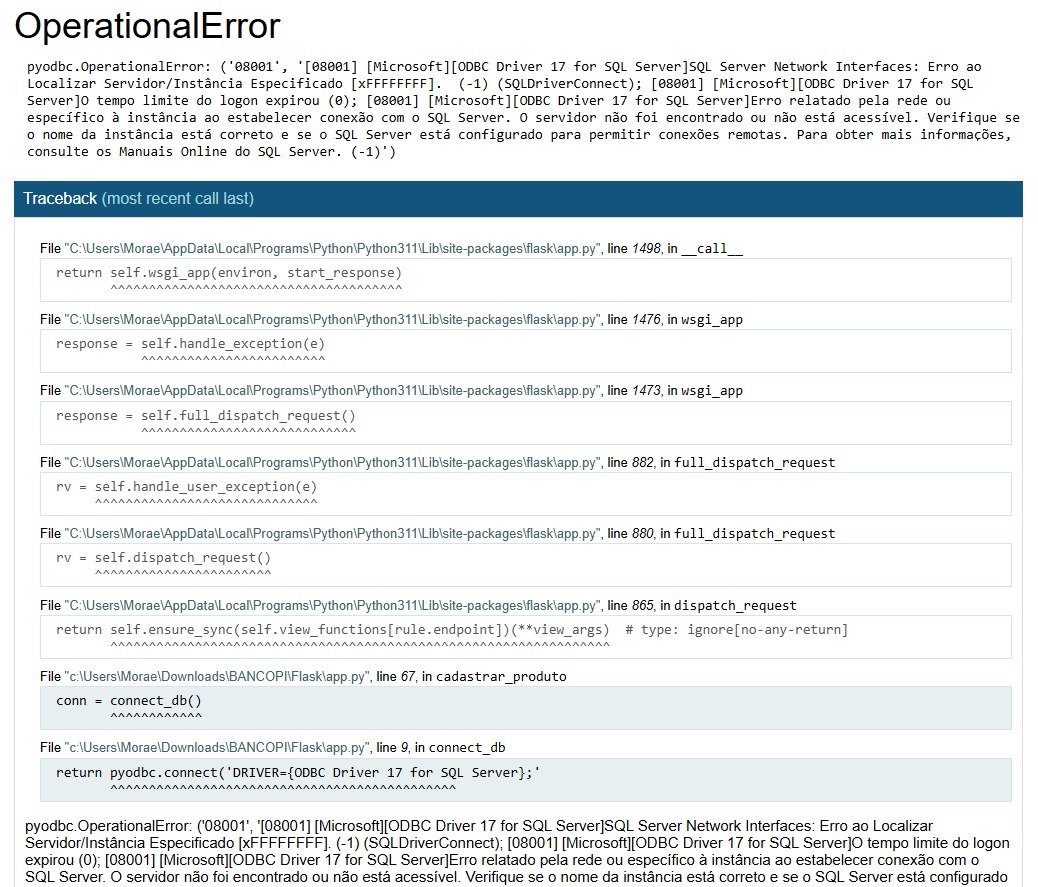 OperationalError
pyodbc.OperationalError: ('08001', '[08001] [Microsoft][ODBC Driver 17 for SQL Server]SQL Server Network Interfaces: Erro ao
Localizar Servidor/Instância Especificado [xFFFFFFFF].  (-1) (SQLDriverConnect); [08001] [Microsoft][ODBC Driver 17 for SQL
Server]O tempo limite do logon expirou (0); [08001] [Microsoft][ODBC Driver 17 for SQL Server]Erro relatado pela rede ou
específico à instância ao estabelecer conexão com o SQL Server. O servidor não foi encontrado ou não está acessível. Verifique se
o nome da instância está correto e se o SQL Server está configurado para permitir conexões remotas. Para obter mais informações,
consulte os Manuais Online do SQL Server. (-1)')
Traceback (most recent call last)
File "C:\Users\Morae\AppData\Local\Programs\Python\Python311\Lib\site-packages\flask\app.py", line 1498, in __call__
return self.wsgi_app(environ, start_response)
^^^^^^^^^^^^^^^^^^^^^^^^^^^^^^^^^^^^^^
File "C:\Users\Morae\AppData\Local\Programs\Python\Python311\Lib\site-packages\flask\app.py", line 1476, in wsgi_app
response = self.handle_exception(e)
^^^^^^^^^^^^^^^^^^^^^^^^
File "C:\Users\Morae\AppData\Local\Programs\Python\Python311\Lib\site-packages\flask\app.py", line 1473, in wsgi_app
response = self.full_dispatch_request()
^^^^^^^^^^^^^^^^^^^^^^^^^^^^
File "C:\Users\Morae\AppData\Local\Programs\Python\Python311\Lib\site-packages\flask\app.py", line 882, in full_dispatch_request
rv = self.handle_user_exception(e)
^^^^^^^^^^^^^^^^^^^^^^^^^^^^^
File "C:\Users\Morae\AppData\Local\Programs\Python\Python311\Lib\site-packages\flask\app.py", line 880, in full_dispatch_request
rv = self.dispatch_request()
^^^^^^^^^^^^^^^^^^^^^^^
File "C:\Users\Morae\AppData\Local\Programs\Python\Python311\Lib\site-packages\flask\app.py", line 865, in dispatch_request
return self.ensure_sync(self.view_functions[rule.endpoint])(**view_args)  # type: ignore[no-any-return]
^^^^^^^^^^^^^^^^^^^^^^^^^^^^^^^^^^^^^^^^^^^^^^^^^^^^^^^^^^^^^^^^^
File "c:\Users\Morae\Downloads\BANCOPI\Flask\app.py", line 67, in cadastrar_produto
conn = connect_db()
^^^^^^^^^^^^
File "c:\Users\Morae\Downloads\BANCOPI\Flask\app.py", line 9, in connect_db
return pyodbc.connect('DRIVER={ODBC Driver 17 for SQL Server};'
^^^^^^^^^^^^^^^^^^^^^^^^^^^^^^^^^^^^^^^^^^^^^
pyodbc.OperationalError: ('08001', '[08001] [Microsoft][ODBC Driver 17 for SQL Server]SQL Server Network Interfaces: Erro ao Localizar
Servidor/Instância Especificado [xFFFFFFFF]. (-1) (SQLDriverConnect); [08001] [Microsoft][ODBC Driver 17 for SQL Server]O tempo limite do logon
expirou (0); [08001] [Microsoft][ODBC Driver 17 for SQL Server]Erro relatado pela rede ou específico à instância ao estabelecer conexão com o
SQL Server. O servidor não foi encontrado ou não está acessível. Verifique se o nome da instância está correto e se o SQL Server está configurado